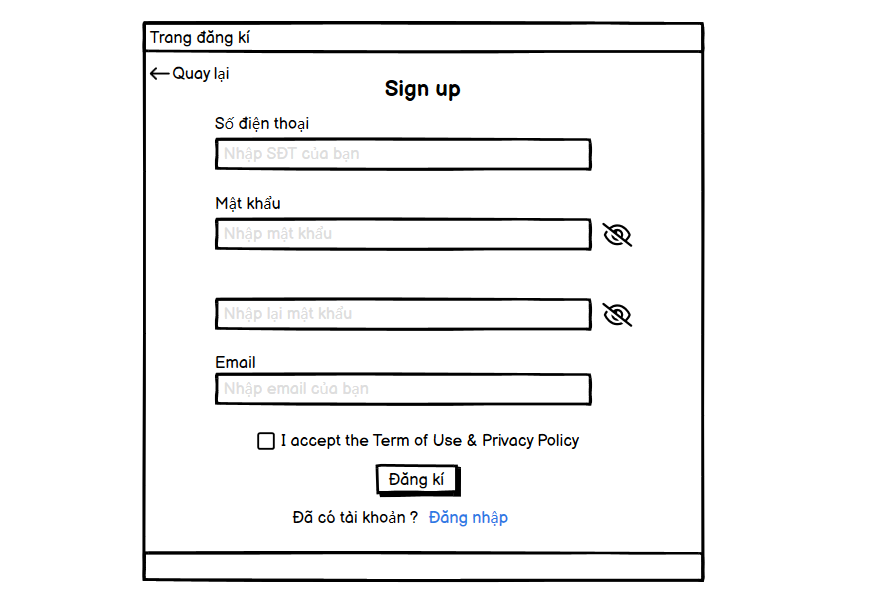 Trang đăng kí
Quay lại
Sign up
Số điện thoại
Nhập SĐT của bạn
Mật khẩu
Nhập mật khẩu
Nhập lại mật khẩu
Email
Nhập email của bạn
I accept the Term of Use & Privacy Policy
Đăng kí
Đã có tài khoản ? Đăng nhập